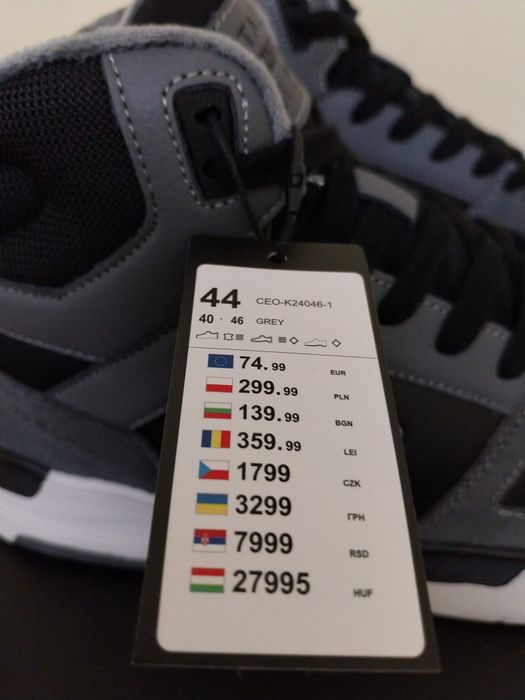 44 CEO-K24046-1
40 · 46 GREY
74.99 EUR
299.99 PLN
139.99 BGN
359.99 LEI
1799 CZK
3299 ГРН
7999 RSD
27995 HUF